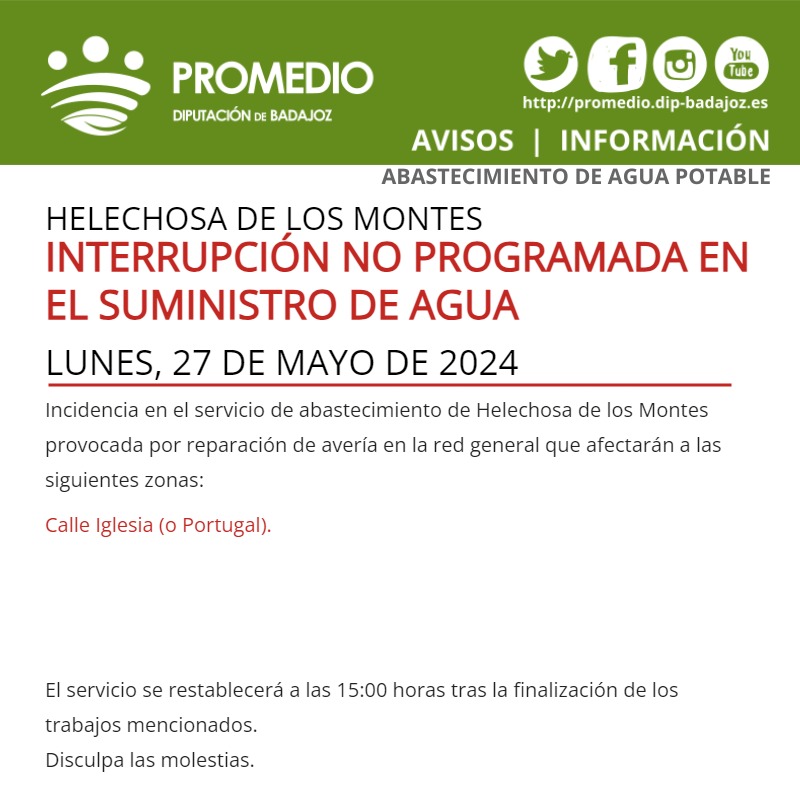 PROMEDIO
DIPUTACIÓN DE BADAJOZ
You
Tube
http://promedio.dip-badajoz.es
AVISOS | INFORMACIÓN
ABASTECIMIENTO DE AGUA POTABLE
HELECHOSA DE LOS MONTES
INTERRUPCIÓN NO PROGRAMADA EN
EL SUMINISTRO DE AGUA
LUNES, 27 DE MAYO DE 2024
Incidencia en el servicio de abastecimiento de Helechosa de los Montes
provocada por reparación de avería en la red general que afectarán a las
siguientes zonas:
Calle Iglesia (o Portugal).
El servicio se restablecerá a las 15:00 horas tras la finalización de los
trabajos mencionados.
Disculpa las molestias.